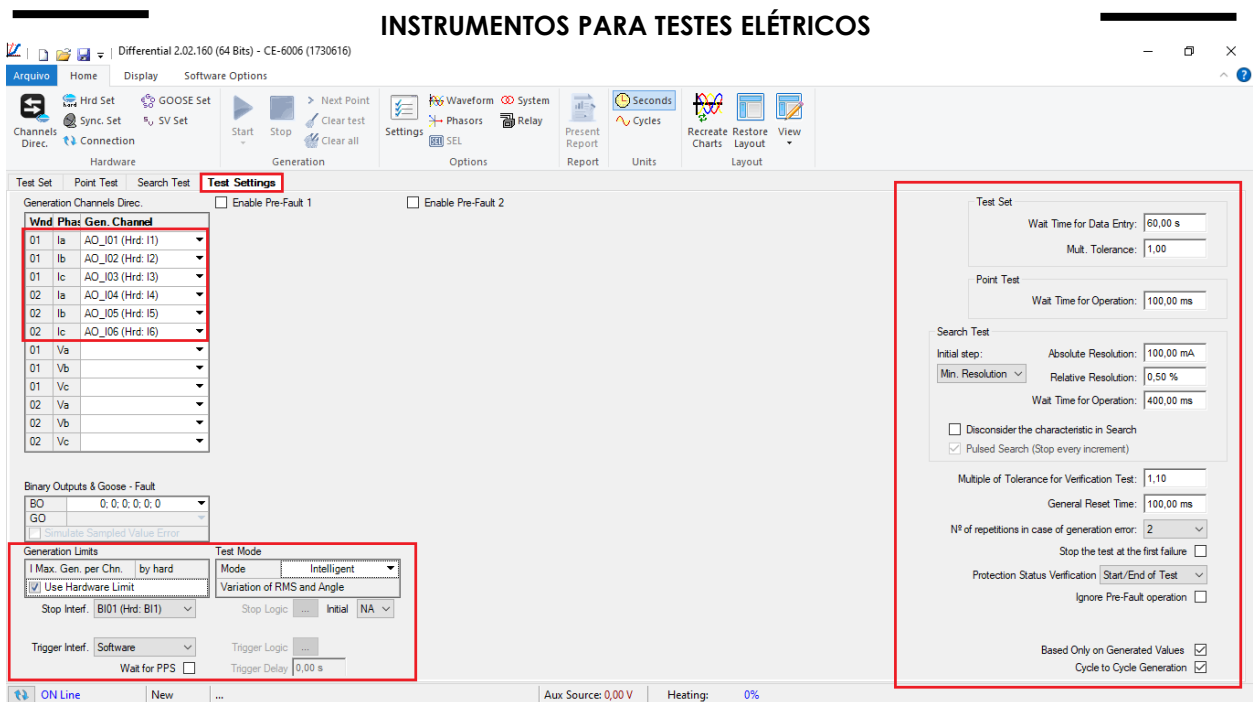 INSTRUMENTOS PARA TESTES ELÉTRICOS
Differential 2.02.160 (64 Bits) - CE-6006 (1730616)
Arquivo Home Display Software Options
Hrd Set GOOSE Set Next Point Waveform System Seconds
Sync. Set SV Set Clear test Phasors Relay Cycles
Connection Clear all SEL
Channels Direc. Start Stop Settings Present Report Recreate Charts Restore Layout View
Hardware Generation Options Report Units Layout
Test Set Point Test Search Test Test Settings
Generation Channels Direc. Enable Pre-Fault 1 Enable Pre-Fault 2
Wnd Phas Gen. Channel
01 Ia AO_I01 (Hrd: I1)
01 Ib AO_I02 (Hrd: I2)
01 Ic AO_I03 (Hrd: I3)
02 Ia AO_I04 (Hrd: I4)
02 Ib AO_I05 (Hrd: I5)
02 Ic AO_I06 (Hrd: I6)
01 Va
01 Vb
01 Vc
02 Va
02 Vb
02 Vc
Binary Outputs & Goose - Fault
BO 0; 0; 0; 0; 0; 0
GO
Simulate Sampled Value Error
Generation Limits
I Max. Gen. per Chn. by hard
Use Hardware Limit
Stop Interf. BI01 (Hrd: BI1)
Trigger Interf. Software
Wait for PPS
Test Mode
Mode Intelligent
Variation of RMS and Angle
Stop Logic ... Initial NA
Trigger Logic ...
Trigger Delay 0,00 s
Test Set
Wait Time for Data Entry: 60,00 s
Mult. Tolerance: 1,00
Point Test
Wait Time for Operation: 100,00 ms
Search Test
Initial step: Absolute Resolution: 100,00 mA
Min. Resolution Relative Resolution: 0,50 %
Wait Time for Operation: 400,00 ms
Disconsider the characteristic in Search
Pulsed Search (Stop every increment)
Multiple of Tolerance for Verification Test: 1,10
General Reset Time: 100,00 ms
Nº of repetitions in case of generation error: 2
Stop the test at the first failure
Protection Status Verification Start/End of Test
Ignore Pre-Fault operation
Based Only on Generated Values
Cycle to Cycle Generation
ON Line New ... Aux Source: 0,00 V Heating: 0%